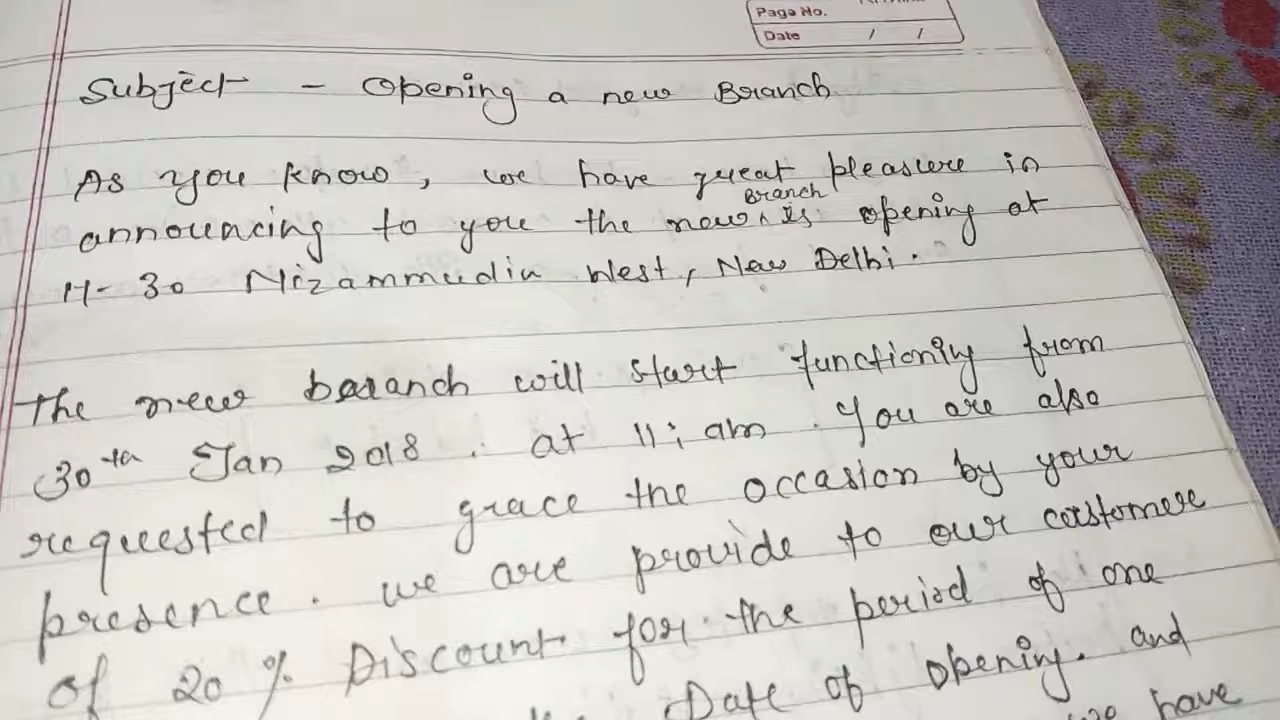 Page No.
Date / /
Subject - Opening a new Branch
As you know, we have great pleasure in
Branch
announcing to you the new ^ is opening at
H-30 Nizammudin West, New Delhi.
The new branch will start functioning from
30th Jan 2018. at 11: am. You are also
requested to grace the occasion by your
presence. we are provide to our customere
of 20% Discount for the period of one
Date of opening. and
have